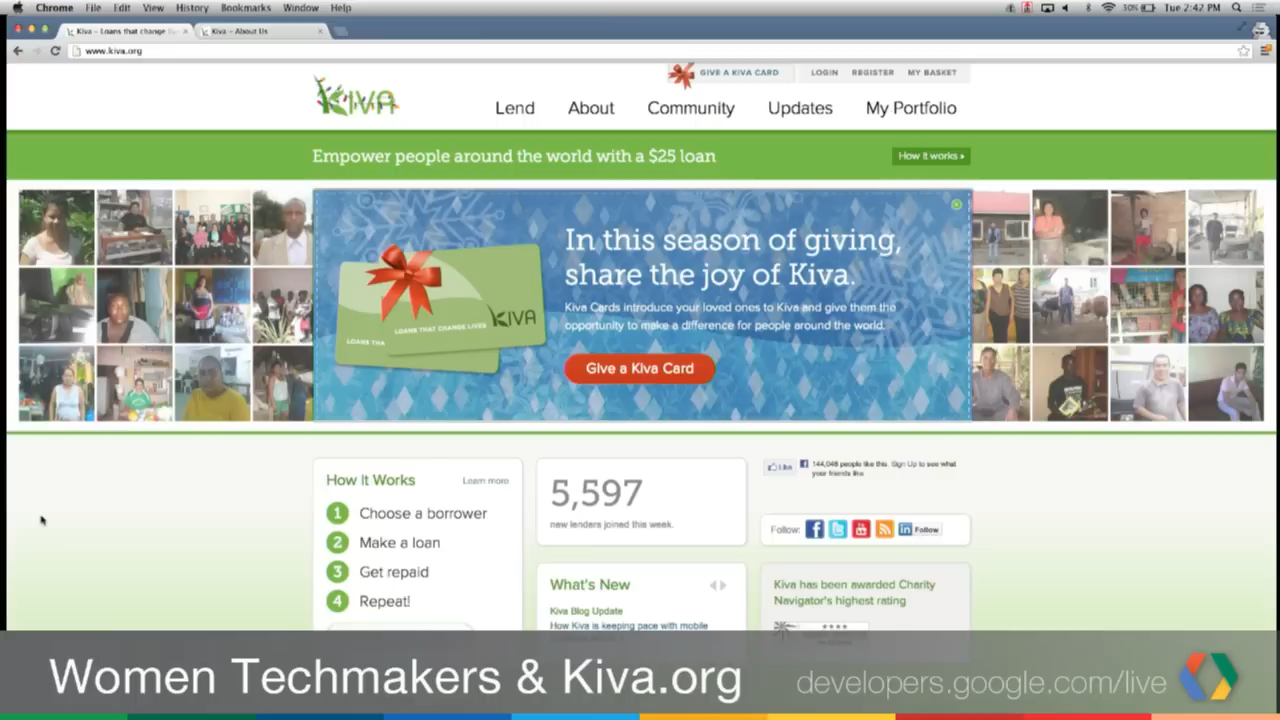 Chrome File Edit View History Bookmarks Window Help 30% Tue 2:42 PM
Kiva – Loans that change Kiva – About Us
www.kiva.org
GIVE A KIVA CARD LOGIN REGISTER MY BASKET
KIVA
Lend About Community Updates My Portfolio
Empower people around the world with a $25 loan How it works »
In this season of giving,
share the joy of Kiva.
Kiva Cards introduce your loved ones to Kiva and give them the
opportunity to make a difference for people around the world.
LOANS THAT CHANGE LIVES KIVA
LOANS THA
Give a Kiva Card
How It Works Learn more
1 Choose a borrower
2 Make a loan
3 Get repaid
4 Repeat!
5,597
new lenders joined this week.
Like 144,048 people like this. Sign Up to see what
your friends like
Follow: Follow
What's New
Kiva Blog Update
How Kiva is keeping pace with mobile
Kiva has been awarded Charity
Navigator's highest rating
Women Techmakers & Kiva.org
developers.google.com/live